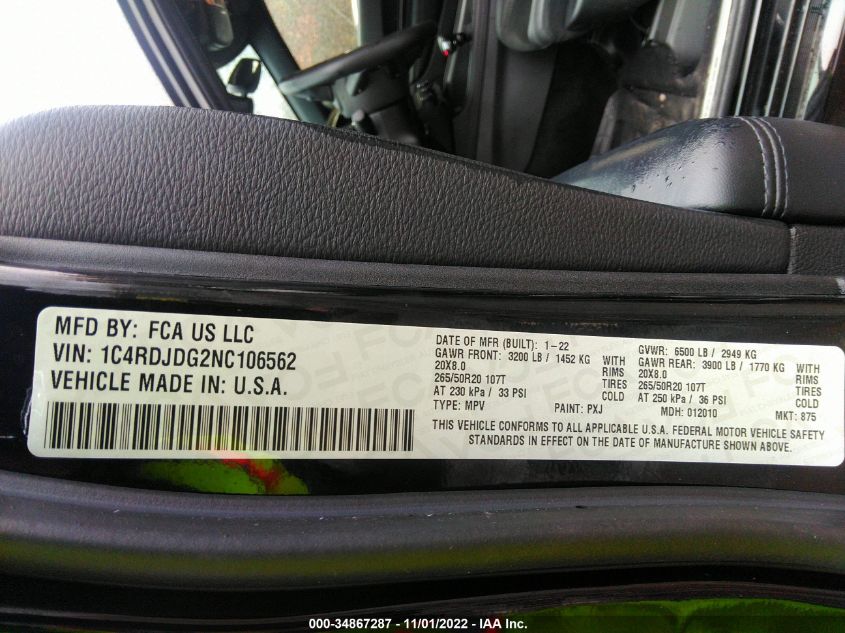 MFD BY: FCA US LLC
VIN: 1C4RDJDG2NC106562
VEHICLE MADE IN: U.S.A.
DATE OF MFR (BUILT): 1-22
GAWR FRONT: 3200 LB / 1452 KG WITH
20X8.0 RIMS
265/50R20 107T TIRES
AT 230 kPa / 33 PSI COLD
TYPE: MPV PAINT: PXJ
GVWR: 6500 LB / 2949 KG
GAWR REAR: 3900 LB / 1770 KG WITH
20X8.0 RIMS
265/50R20 107T TIRES
AT 250 kPa / 36 PSI COLD
MDH: 012010 MKT: 875
THIS VEHICLE CONFORMS TO ALL APPLICABLE U.S.A. FEDERAL MOTOR VEHICLE SAFETY
STANDARDS IN EFFECT ON THE DATE OF MANUFACTURE SHOWN ABOVE.
000-34867287 - 11/01/2022 - IAA Inc.